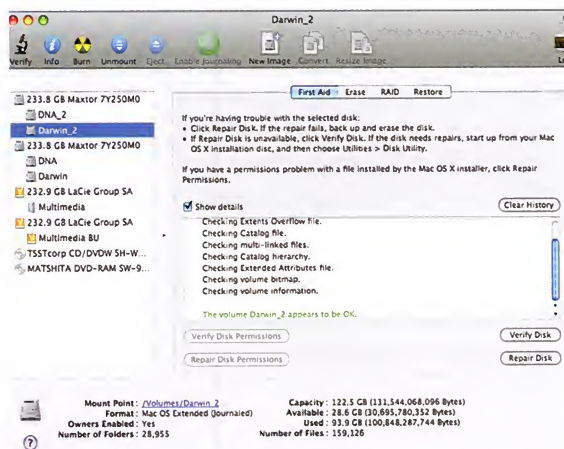 Darwin_2
Verify Info Burn Unmount Eject Enable Journaling New Image Convert Resize Image
233.8 GB Maxtor 7Y250M0
DNA_2
Darwin_2
233.8 GB Maxtor 7Y250M0
DNA
Darwin
232.9 GB LaCie Group SA
Multimedia
232.9 GB LaCie Group SA
Multimedia BU
TSSTcorp CD/DVDW SH-W...
MATSHITA DVD-RAM SW-9...
First Aid Erase RAID Restore
If you're having trouble with the selected disk:
• Click Repair Disk. If the repair fails, back up and erase the disk.
• If Repair Disk is unavailable, click Verify Disk. If the disk needs repairs, start up from your Mac
OS X installation disc, and then choose Utilities > Disk Utility.
If you have a permissions problem with a file installed by the Mac OS X installer, click Repair
Permissions.
Show details
Clear History
Checking Extents Overflow file.
Checking Catalog file.
Checking multi-linked files.
Checking Catalog hierarchy.
Checking Extended Attributes file.
Checking volume bitmap.
Checking volume information.
The volume Darwin_2 appears to be OK.
Verify Disk Permissions
Verify Disk
Repair Disk Permissions
Repair Disk
Mount Point : /Volumes/Darwin_2
Format : Mac OS Extended (Journaled)
Owners Enabled : Yes
Number of Folders : 28,955
Capacity : 122.5 GB (131,544,068,096 Bytes)
Available : 28.6 GB (30,695,780,352 Bytes)
Used : 93.9 GB (100,848,287,744 Bytes)
Number of Files : 159,126
?